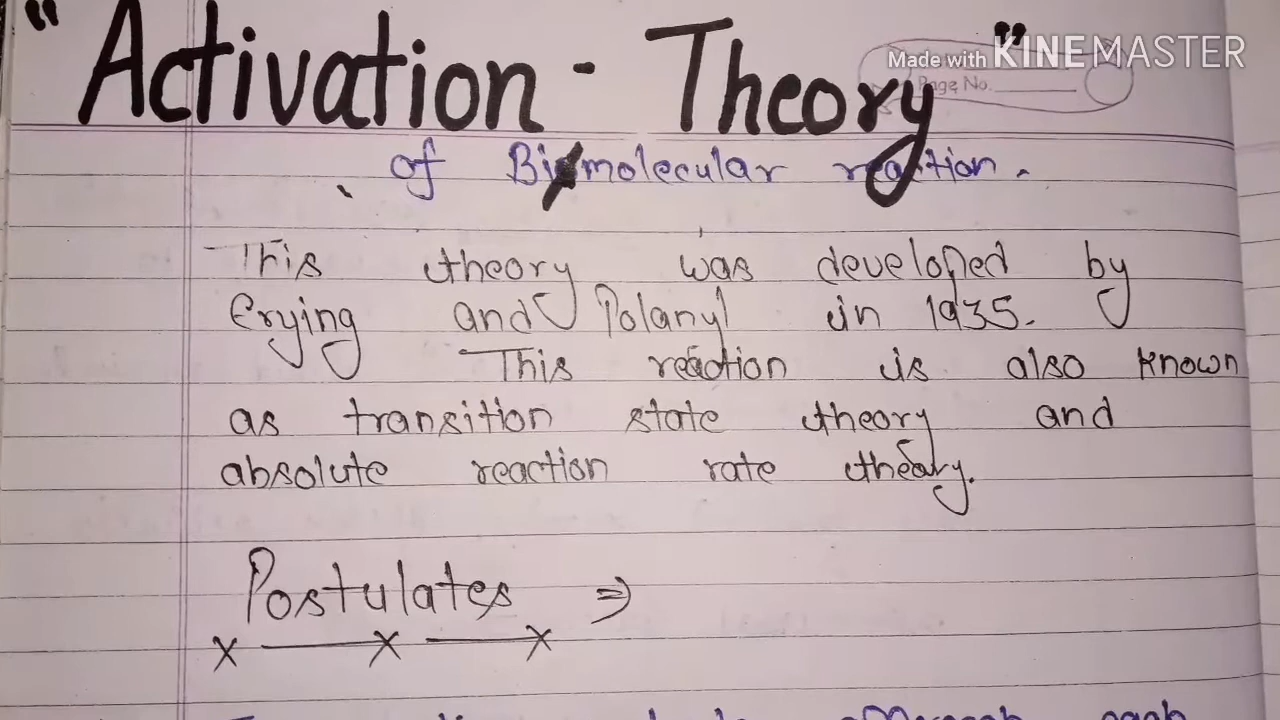 "Activation - Theory"
Made with KINEMASTER
Page No.
of Bimolecular reaction.
This theory was developed by
Erying and Polanyl in 1935.
This reaction is also known
as transition state theory and
absolute reaction rate theory.
Postulates ⇒